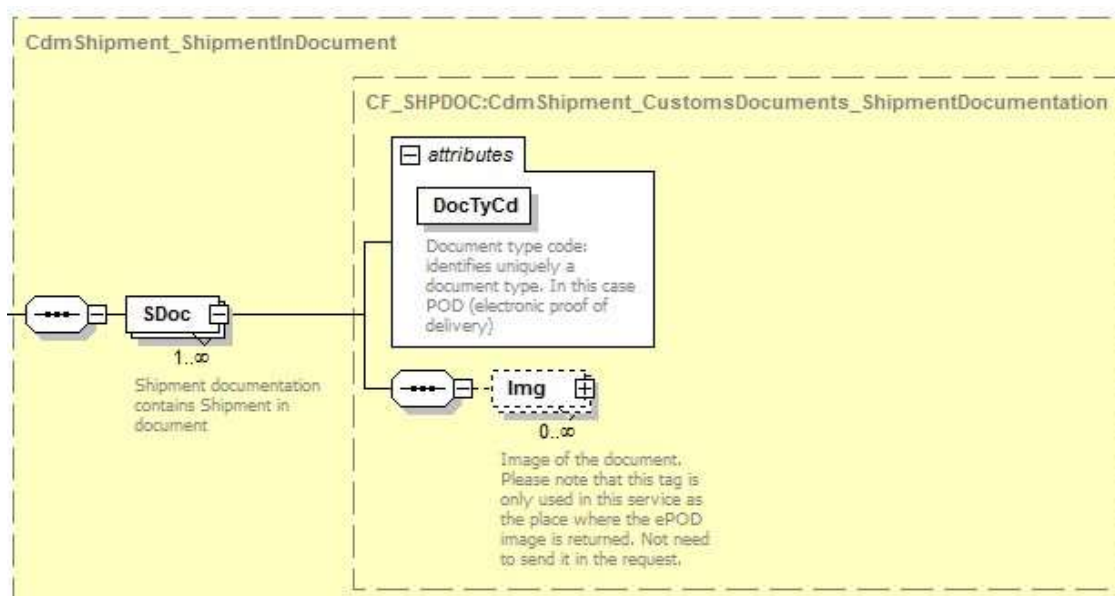 CdmShipment_ShipmentInDocument
CF_SHPDOC:CdmShipment_CustomsDocuments_ShipmentDocumentation
attributes
DocTyCd
Document type code:
identifies uniquely a
document type. In this case
POD (electronic proof of
delivery)
SDoc
1..∞
Shipment documentation
contains Shipment in
document
Img
0..∞
Image of the document.
Please note that this tag is
only used in this service as
the place where the ePOD
image is returned. Not need
to send it in the request.